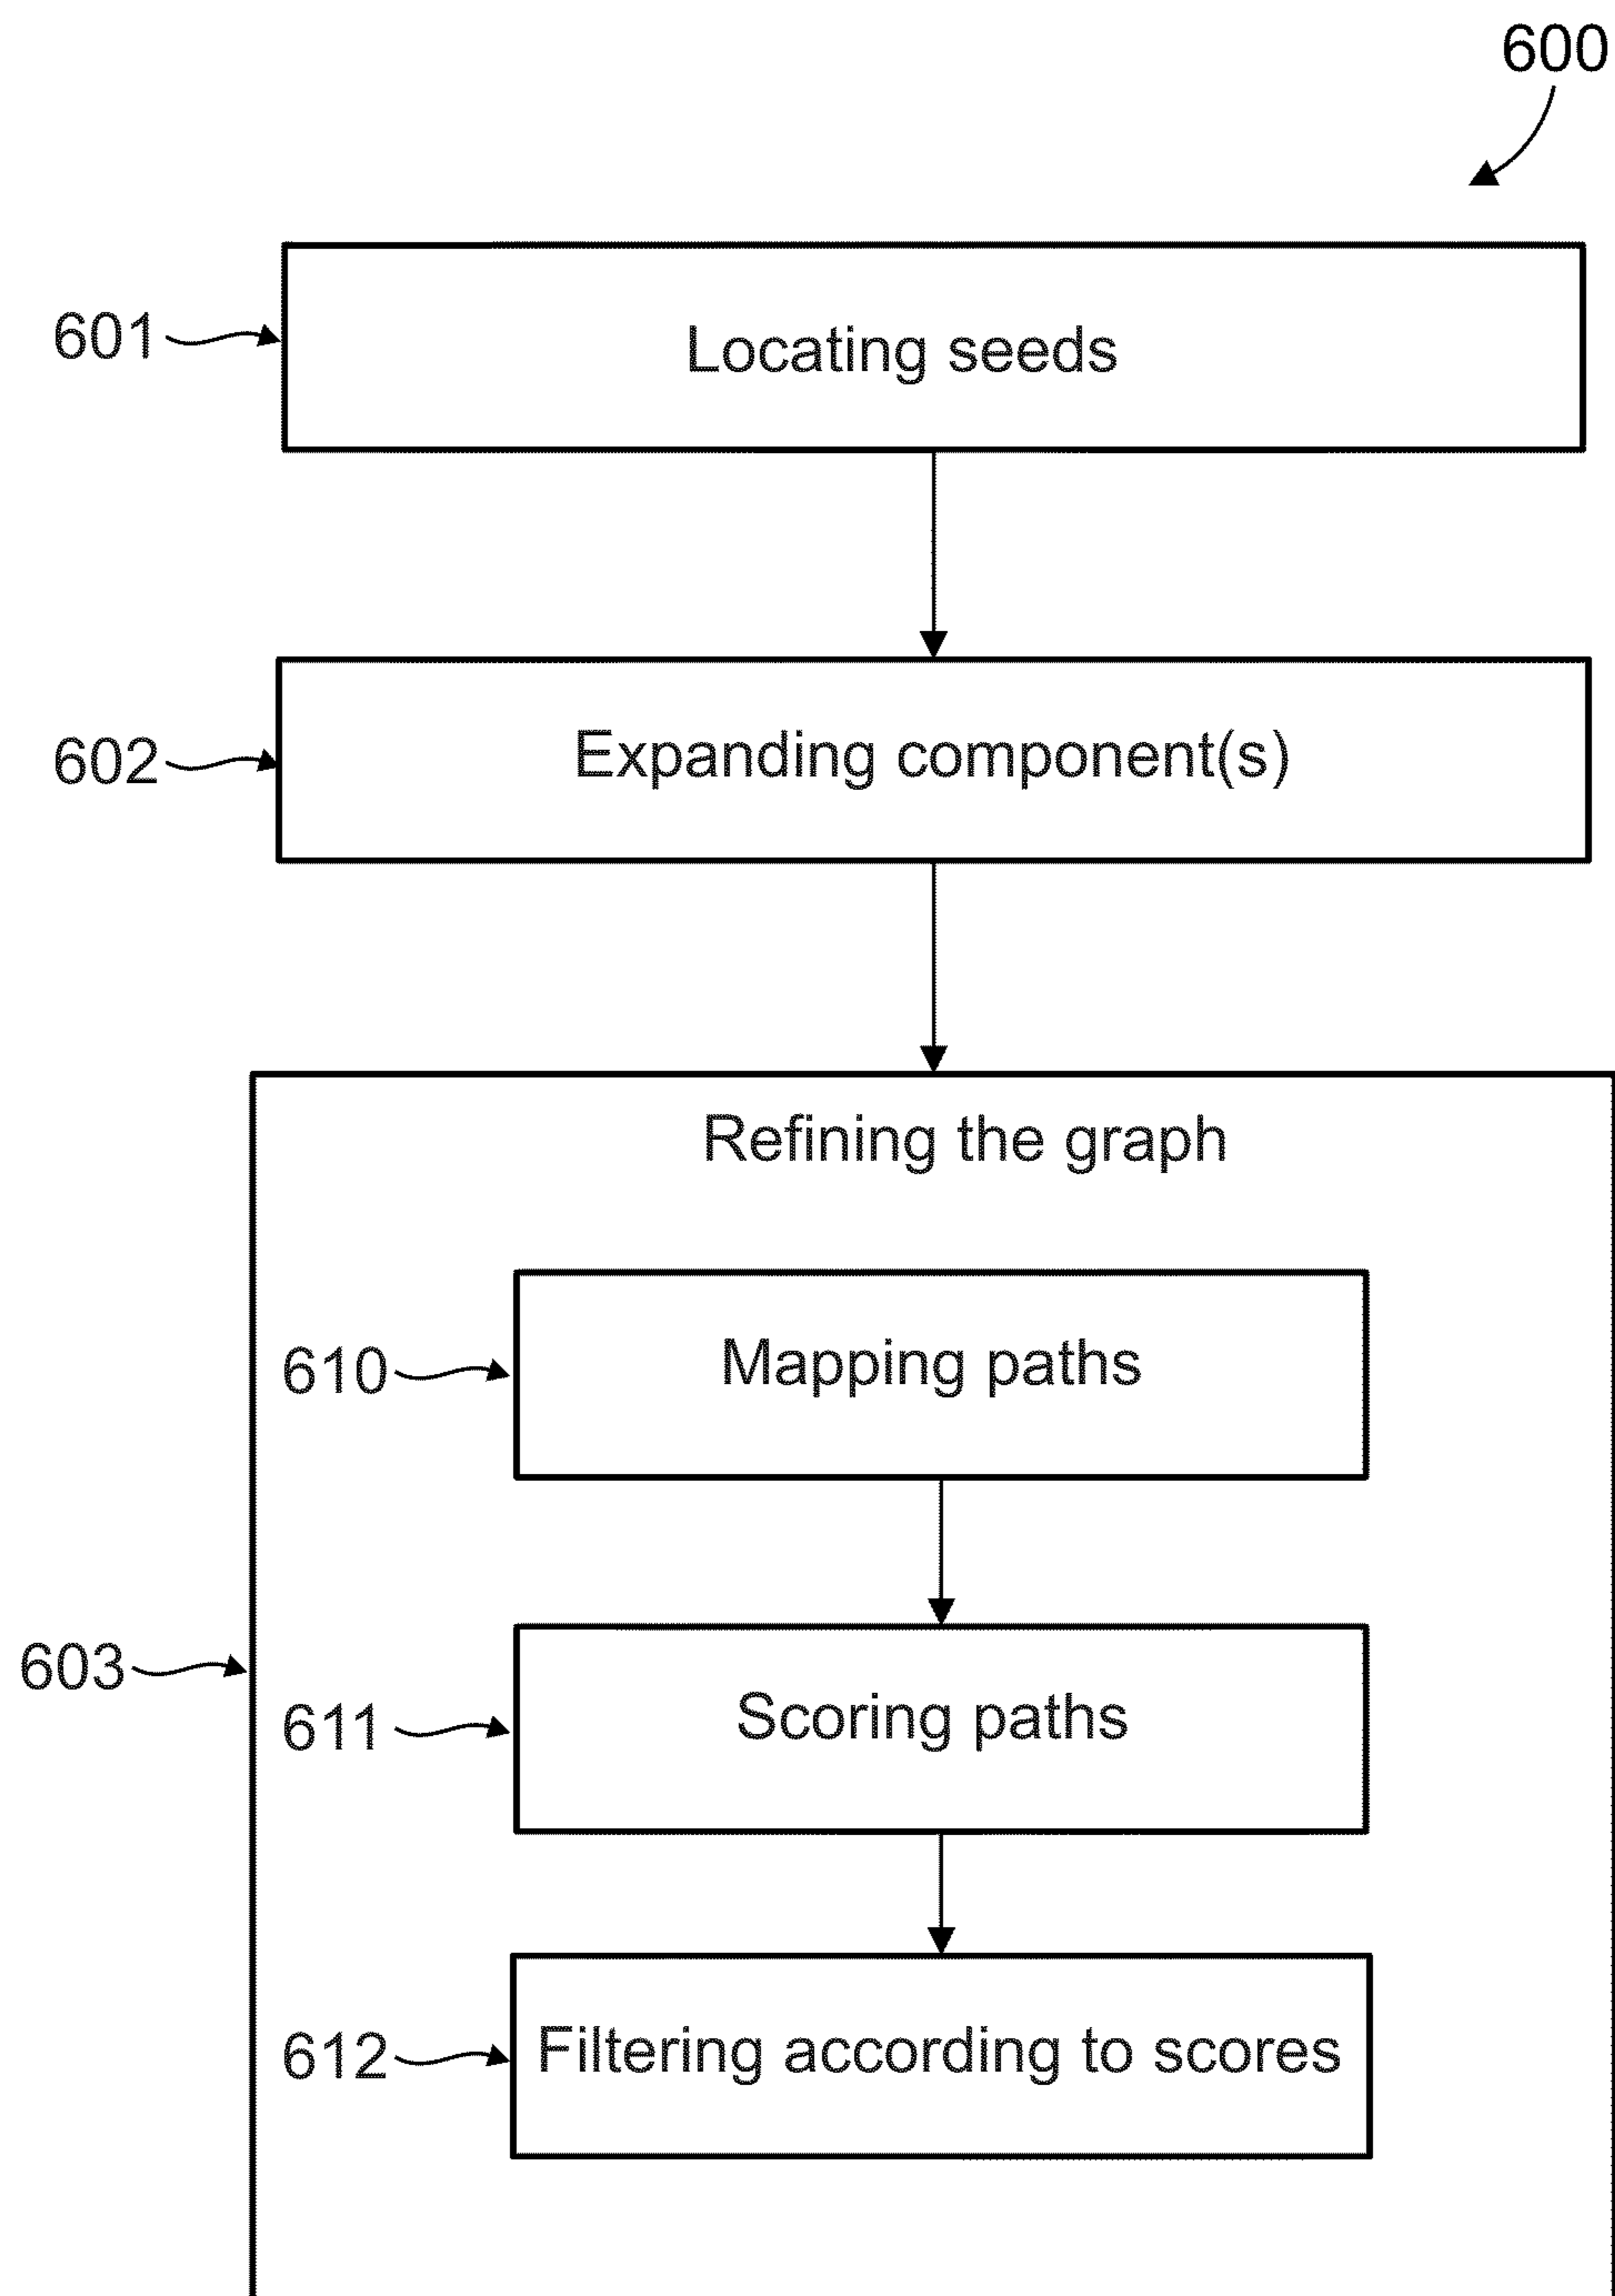 600
601
Locating seeds
602
Expanding component(s)
Refining the graph
610
Mapping paths
603
611
Scoring paths
612
Filtering according to scores